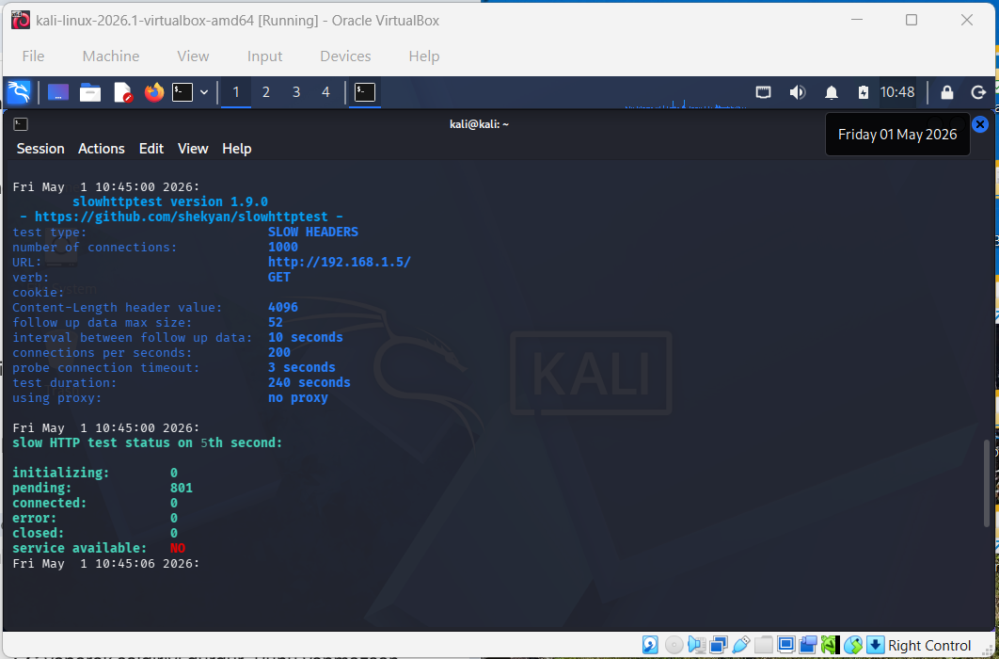 kali-linux-2026.1-virtualbox-amd64 [Running] - Oracle VirtualBox
File Machine View Input Devices Help
1 2 3 4 10:48
kali@kali: ~
Friday 01 May 2026
Session Actions Edit View Help
Fri May  1 10:45:00 2026:
slowhttptest version 1.9.0
- https://github.com/shekyan/slowhttptest -
test type: SLOW HEADERS
number of connections: 1000
URL: http://192.168.1.5/
verb: GET
cookie:
Content-Length header value: 4096
follow up data max size: 52
interval between follow up data: 10 seconds
connections per seconds: 200
probe connection timeout: 3 seconds
test duration: 240 seconds
using proxy: no proxy
Fri May  1 10:45:00 2026:
slow HTTP test status on 5th second:
initializing: 0
pending: 801
connected: 0
error: 0
closed: 0
service available: NO
Fri May  1 10:45:06 2026:
KALI
Right Control